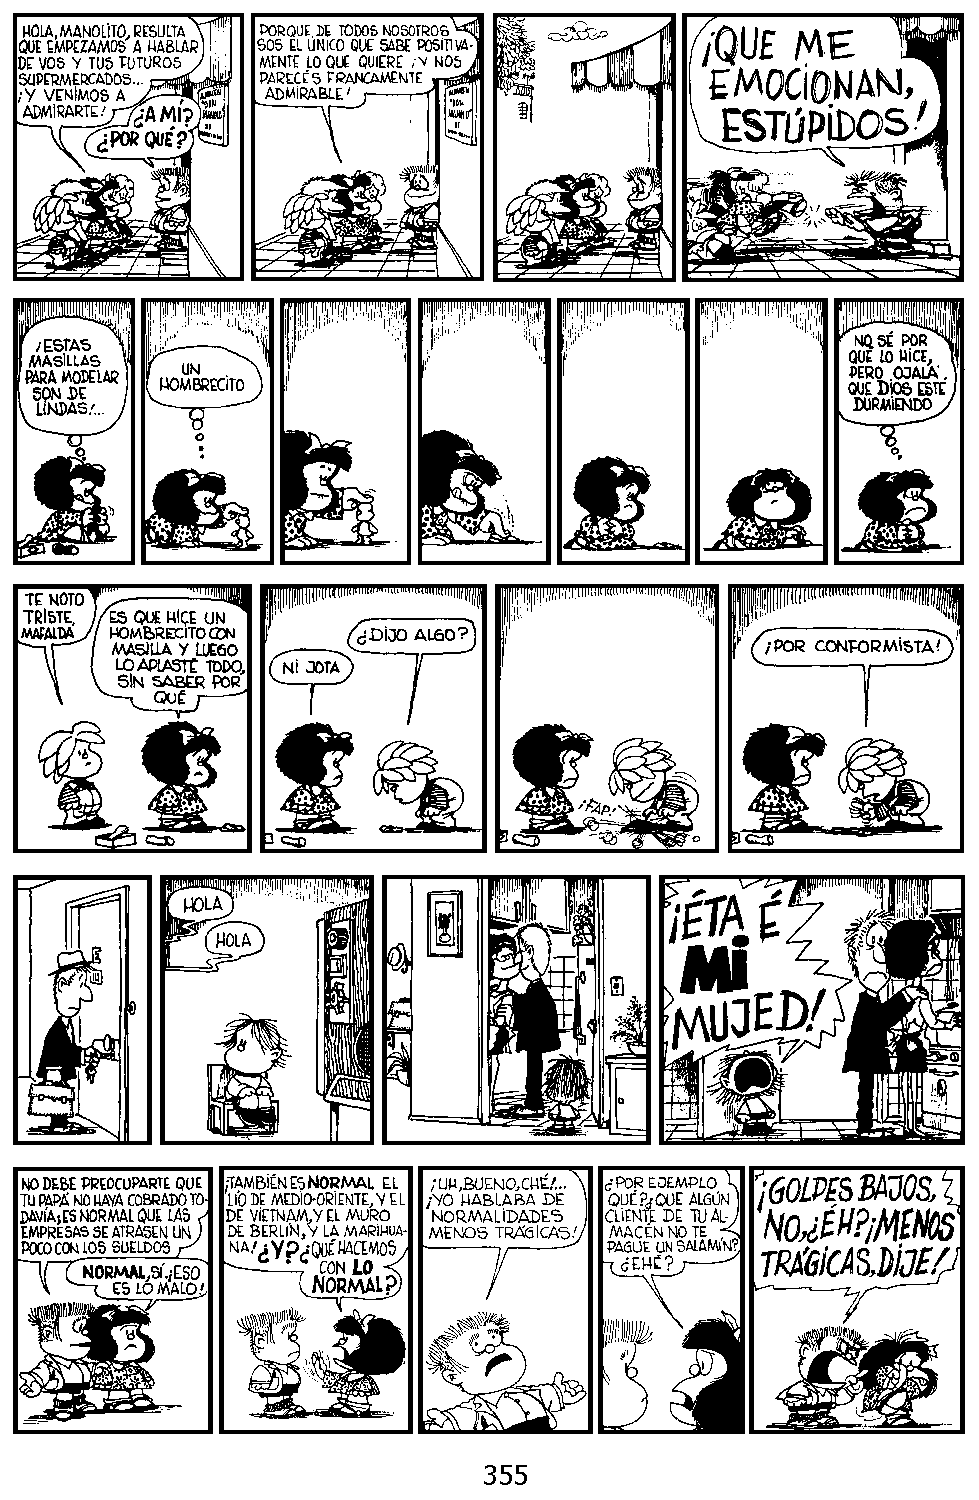 HOLA, MANOLITO, RESULTA
QUE EMPEZAMOS A HABLAR
DE VOS Y TUS FUTUROS
SUPERMERCADOS...
¡Y VENIMOS A
ADMIRARTE!
¿A MÍ?
¿POR QUÉ?
PORQUE DE TODOS NOSOTROS
SOS EL ÚNICO QUE SABE POSITIVA-
MENTE LO QUE QUIERE ¡Y NOS
PARECÉS FRANCAMENTE
ADMIRABLE!
¡QUE ME
EMOCIONAN,
ESTÚPIDOS!
¡ESTAS
MASILLAS
PARA MODELAR
SON DE
LINDAS!...
UN
HOMBRECITO
NO SÉ POR
QUÉ LO HICE,
PERO OJALÁ
QUE DIOS ESTÉ
DURMIENDO
TE NOTO
TRISTE,
MAFALDA
ES QUE HICE UN
HOMBRECITO CON
MASILLA Y LUEGO
LO APLASTÉ TODO,
SIN SABER POR
QUÉ
¿DIJO ALGO?
NI JOTA
¡FAP!
¡POR CONFORMISTA!
HOLA
HOLA
¡ÉTA É
MI
MUJED!
NO DEBE PREOCUPARTE QUE
TU PAPÁ NO HAYA COBRADO TO-
DAVÍA; ES NORMAL QUE LAS
EMPRESAS SE ATRASEN UN
POCO CON LOS SUELDOS
NORMAL, SÍ. ¡ESO
ES LO MALO!
¡TAMBIÉN ES NORMAL EL
LÍO DE MEDIO-ORIENTE, Y EL
DE VIETNAM, Y EL MURO
DE BERLÍN, Y LA MARIHUA-
NA! ¿Y? ¿QUÉ HACEMOS
CON LO
NORMAL?
¡UH, BUENO, CHÉ!...
¡YO HABLABA DE
NORMALIDADES
MENOS TRÁGICAS!
¿POR EJEMPLO
QUÉ? ¿QUE ALGÚN
CLIENTE DE TU AL-
MACÉN NO TE
PAGUE UN SALAMÍN?
¿EHÉ?
¡GOLPES BAJOS,
NO, ¿ÉH? ¡MENOS
TRÁGICAS, DIJE!
355